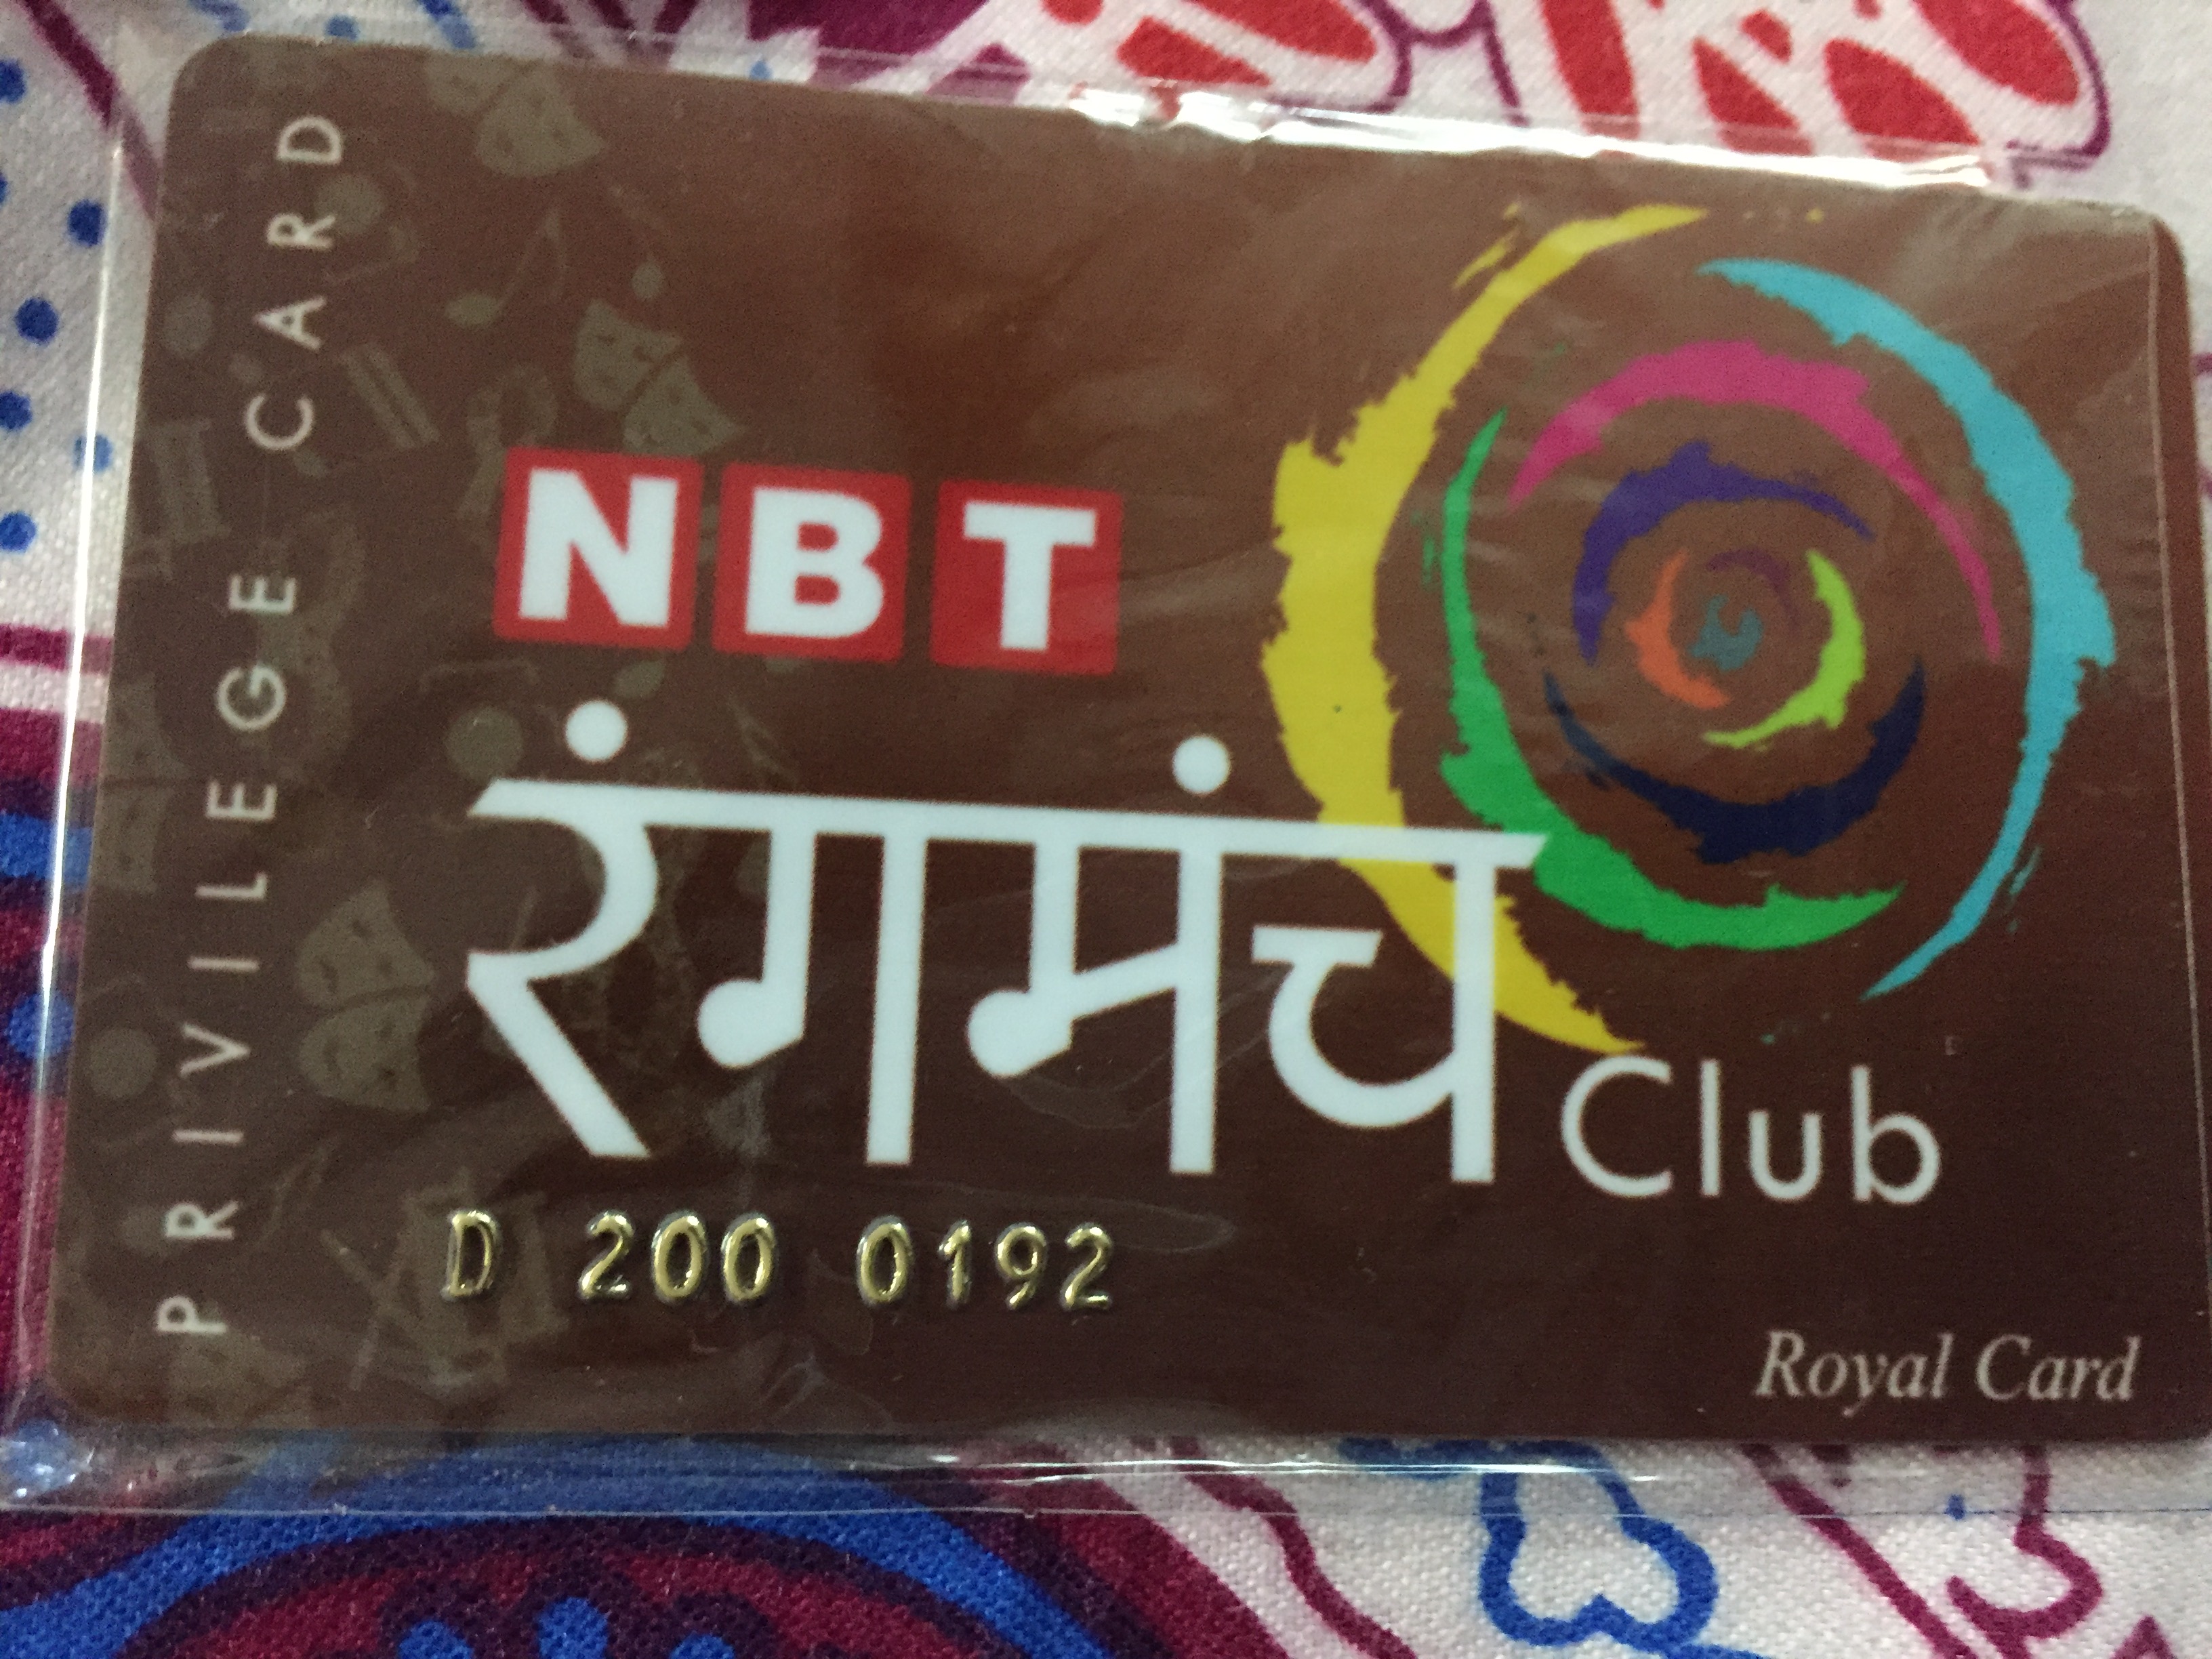 PRIVILEGE CARD
NBT
रंगमंच Club
D 200 0192
Royal Card